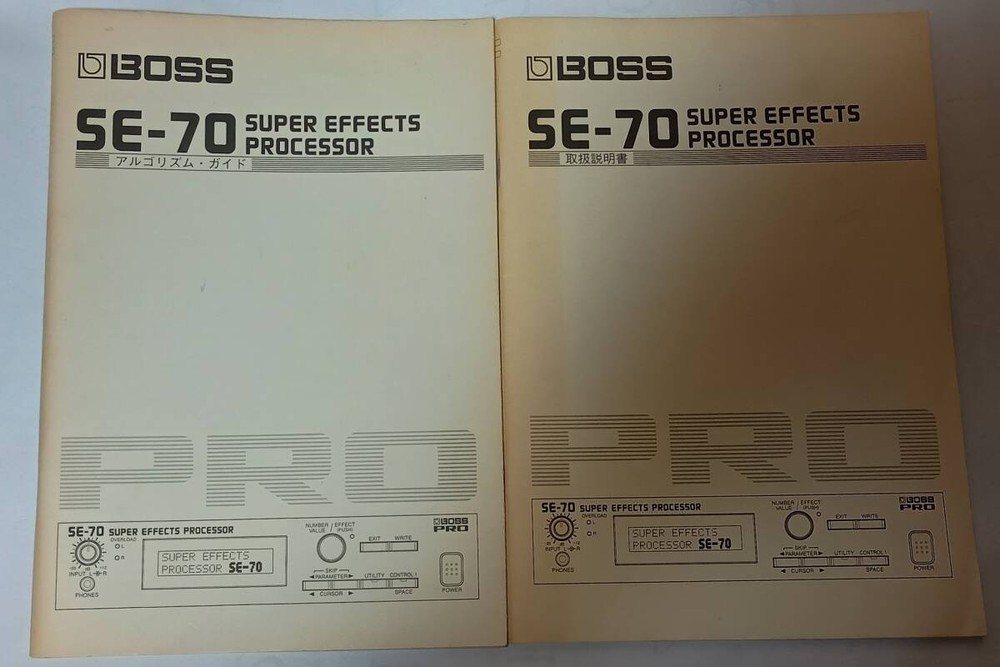 BOSS
SE-70 SUPER EFFECTS
PROCESSOR
アルゴリズム・ガイド
PRO
SE-70 SUPER EFFECTS PROCESSOR
BOSS
PRO
OVERLOAD
L
R
INPUT L R
PHONES
SUPER EFFECTS
PROCESSOR SE-70
NUMBER / EFFECT
VALUE / (PUSH)
EXIT WRITE
SKIP
◄PARAMETER►
UTILITY CONTROL 1
◄ CURSOR ►
SPACE
POWER
BOSS
SE-70 SUPER EFFECTS
PROCESSOR
取扱説明書
PRO
SE-70 SUPER EFFECTS PROCESSOR
BOSS
PRO
OVERLOAD
L
R
INPUT L R
PHONES
SUPER EFFECTS
PROCESSOR SE-70
NUMBER / EFFECT
VALUE / (PUSH)
EXIT WRITE
SKIP
◄PARAMETER►
UTILITY CONTROL 1
◄ CURSOR ►
SPACE
POWER